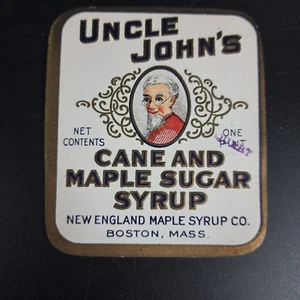 UNCLE
JOHN'S
NET
CONTENTS
ONE
CANE AND
MAPLE SUGAR
SYRUP
NEW ENGLAND MAPLE SYRUP CO.
BOSTON, MASS.